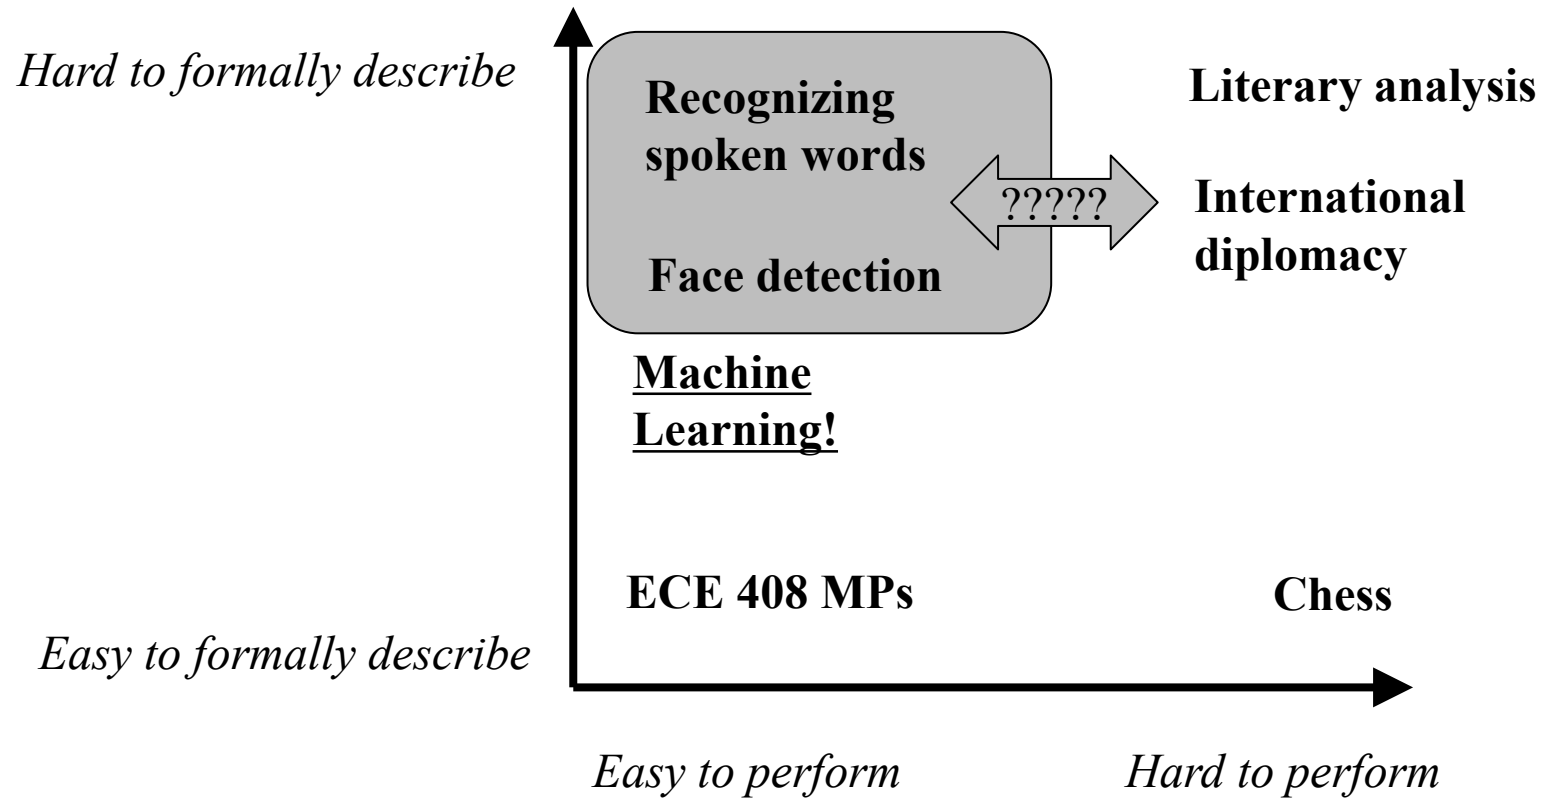 Hard to formally describe
Recognizing
spoken words
Literary analysis
?????
International
diplomacy
Face detection
Machine
Learning!
ECE 408 MPs
Chess
Easy to formally describe
Easy to perform
Hard to perform